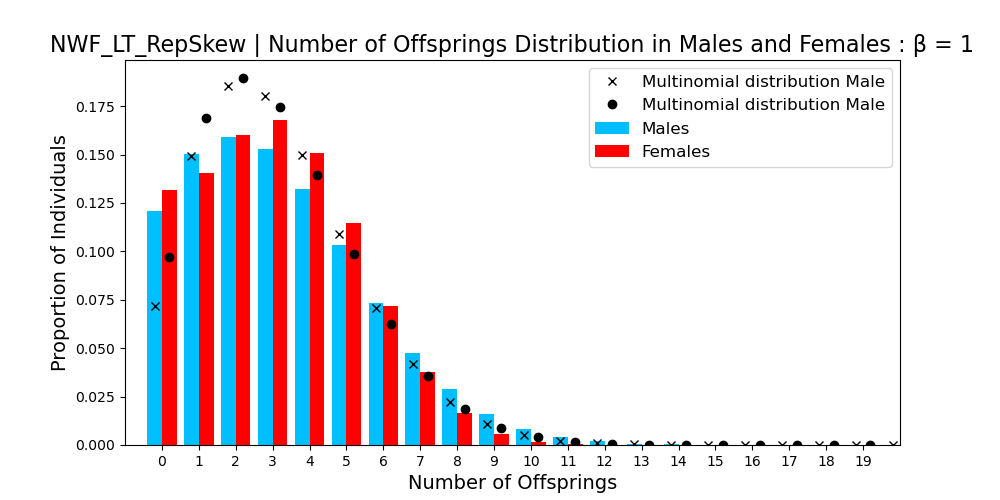 NWF_LT_RepSkew | Number of Offsprings Distribution in Males and Females : β = 1
Multinomial distribution Male
Multinomial distribution Male
Males
Females
Proportion of Individuals
0.175
0.150
0.125
0.100
0.075
0.050
0.025
0.000
0 1 2 3 4 5 6 7 8 9 10 11 12 13 14 15 16 17 18 19
Number of Offsprings